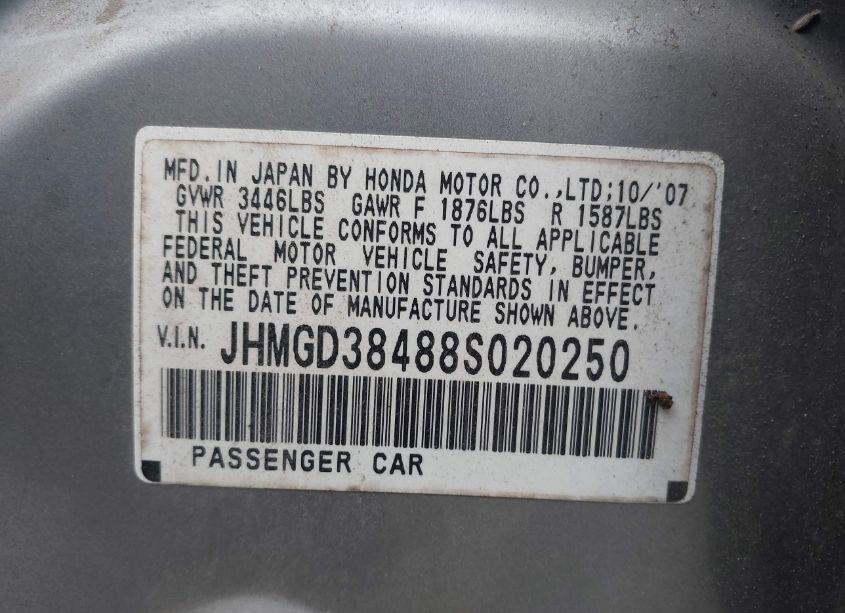 MFD. IN JAPAN BY HONDA MOTOR CO., LTD; 10/'07
GVWR 3446LBS GAWR F 1876LBS R 1587LBS
THIS VEHICLE CONFORMS TO ALL APPLICABLE
FEDERAL MOTOR VEHICLE SAFETY, BUMPER,
AND THEFT PREVENTION STANDARDS IN EFFECT
ON THE DATE OF MANUFACTURE SHOWN ABOVE.
V.I.N. JHMGD38488S020250
PASSENGER CAR